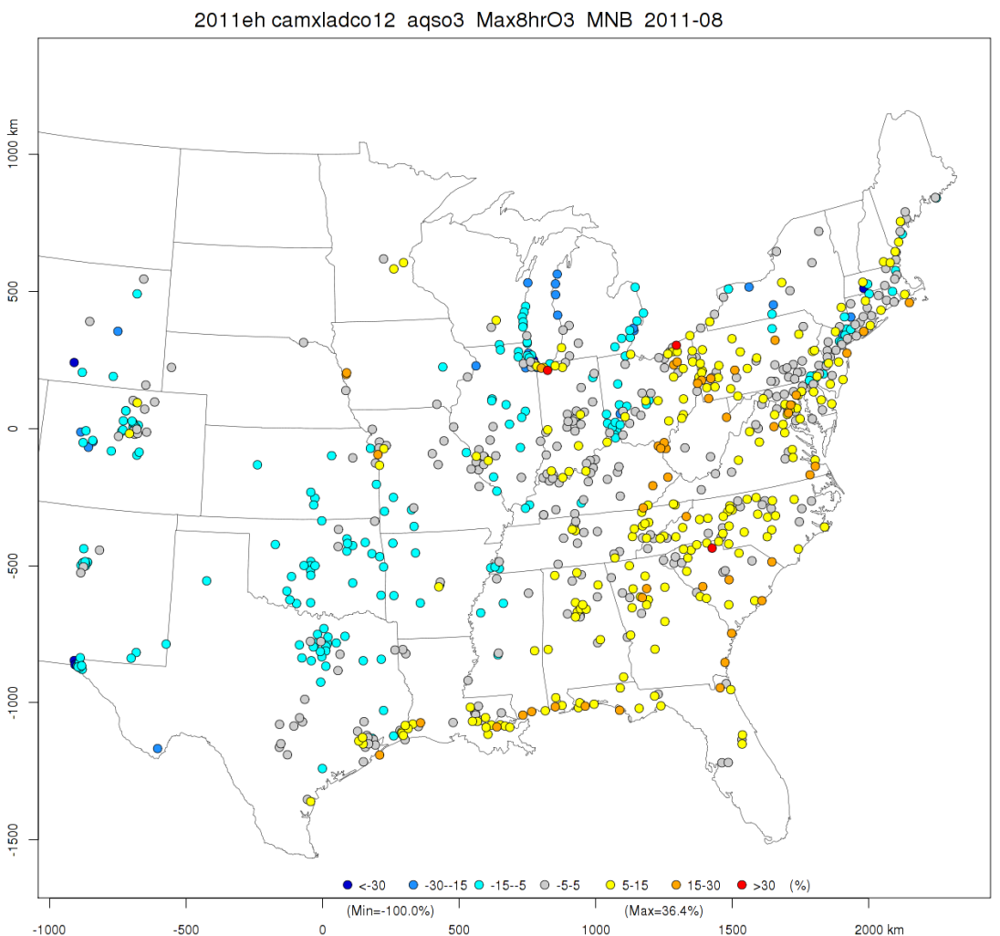 2011eh camxladco12 aqso3 Max8hrO3 MNB 2011-08
1000 km
500
0
-500
-1000
-1500
<-30 -30--15 -15--5 -5-5 5-15 15-30 >30 (%)
(Min=-100.0%) (Max=36.4%)
-1000 -500 0 500 1000 1500 2000 km